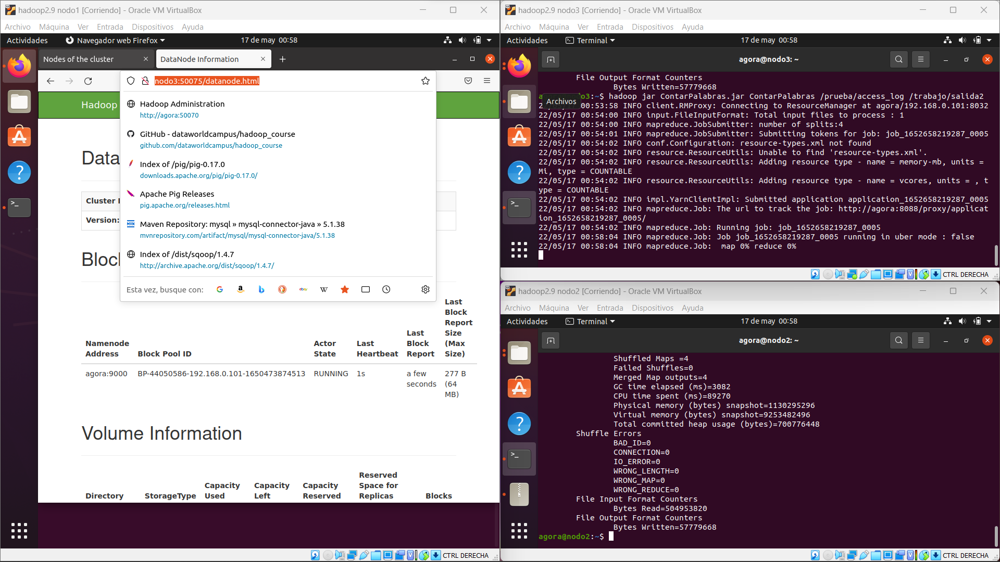 hadoop2.9 nodo1 [Corriendo] - Oracle VM VirtualBox
Archivo Máquina Ver Entrada Dispositivos Ayuda
Actividades Navegador web Firefox 17 de may 00:58
Nodes of the cluster DataNode Information
nodo3:50075/datanode.html
Hadoop
Hadoop Administration
http://agora:50070
GitHub - dataworldcampus/hadoop_course
github.com/dataworldcampus/hadoop_course
Index of /pig/pig-0.17.0
downloads.apache.org/pig/pig-0.17.0/
Apache Pig Releases
pig.apache.org/releases.html
Maven Repository: mysql » mysql-connector-java » 5.1.38
mvnrepository.com/artifact/mysql/mysql-connector-java/5.1.38
Index of /dist/sqoop/1.4.7
http://archive.apache.org/dist/sqoop/1.4.7/
Esta vez, busque con:
Data
Cluster
Version:
Block
Namenode Address Block Pool ID Actor State Last Heartbeat Last Block Report Last Block Report Size (Max Size)
agora:9000 BP-44050586-192.168.0.101-1650473874513 RUNNING 1s a few seconds 277 B (64 MB)
Volume Information
Directory StorageType Capacity Used Capacity Left Capacity Reserved Reserved Space for Replicas Blocks
CTRL DERECHA
hadoop2.9 nodo3 [Corriendo] - Oracle VM VirtualBox
Archivo Máquina Ver Entrada Dispositivos Ayuda
Actividades Terminal 17 de may 00:58
agora@nodo3: ~
File Output Format Counters
Bytes Written=57779668
Archivos
3:~$ hadoop jar ContarPalabras.jar ContarPalabras /prueba/access_log /trabajo/salida2
00:53:58 INFO client.RMProxy: Connecting to ResourceManager at agora/192.168.0.101:8032
22/05/17 00:54:00 INFO input.FileInputFormat: Total input files to process : 1
22/05/17 00:54:00 INFO mapreduce.JobSubmitter: number of splits:4
22/05/17 00:54:01 INFO mapreduce.JobSubmitter: Submitting tokens for job: job_1652658219287_0005
22/05/17 00:54:02 INFO conf.Configuration: resource-types.xml not found
22/05/17 00:54:02 INFO resource.ResourceUtils: Unable to find 'resource-types.xml'.
22/05/17 00:54:02 INFO resource.ResourceUtils: Adding resource type - name = memory-mb, units =
Mi, type = COUNTABLE
22/05/17 00:54:02 INFO resource.ResourceUtils: Adding resource type - name = vcores, units = , t
ype = COUNTABLE
22/05/17 00:54:02 INFO impl.YarnClientImpl: Submitted application application_1652658219287_0005
22/05/17 00:54:02 INFO mapreduce.Job: The url to track the job: http://agora:8088/proxy/applicat
ion_1652658219287_0005/
22/05/17 00:54:02 INFO mapreduce.Job: Running job: job_1652658219287_0005
22/05/17 00:58:04 INFO mapreduce.Job: Job job_1652658219287_0005 running in uber mode : false
22/05/17 00:58:04 INFO mapreduce.Job:  map 0% reduce 0%
CTRL DERECHA
hadoop2.9 nodo2 [Corriendo] - Oracle VM VirtualBox
Archivo Máquina Ver Entrada Dispositivos Ayuda
Actividades Terminal 17 de may 00:58
agora@nodo2: ~
Shuffled Maps =4
Failed Shuffles=0
Merged Map outputs=4
GC time elapsed (ms)=3082
CPU time spent (ms)=89270
Physical memory (bytes) snapshot=1130295296
Virtual memory (bytes) snapshot=9253482496
Total committed heap usage (bytes)=700776448
Shuffle Errors
BAD_ID=0
CONNECTION=0
IO_ERROR=0
WRONG_LENGTH=0
WRONG_MAP=0
WRONG_REDUCE=0
File Input Format Counters
Bytes Read=504953820
File Output Format Counters
Bytes Written=57779668
agora@nodo2:~$
CTRL DERECHA